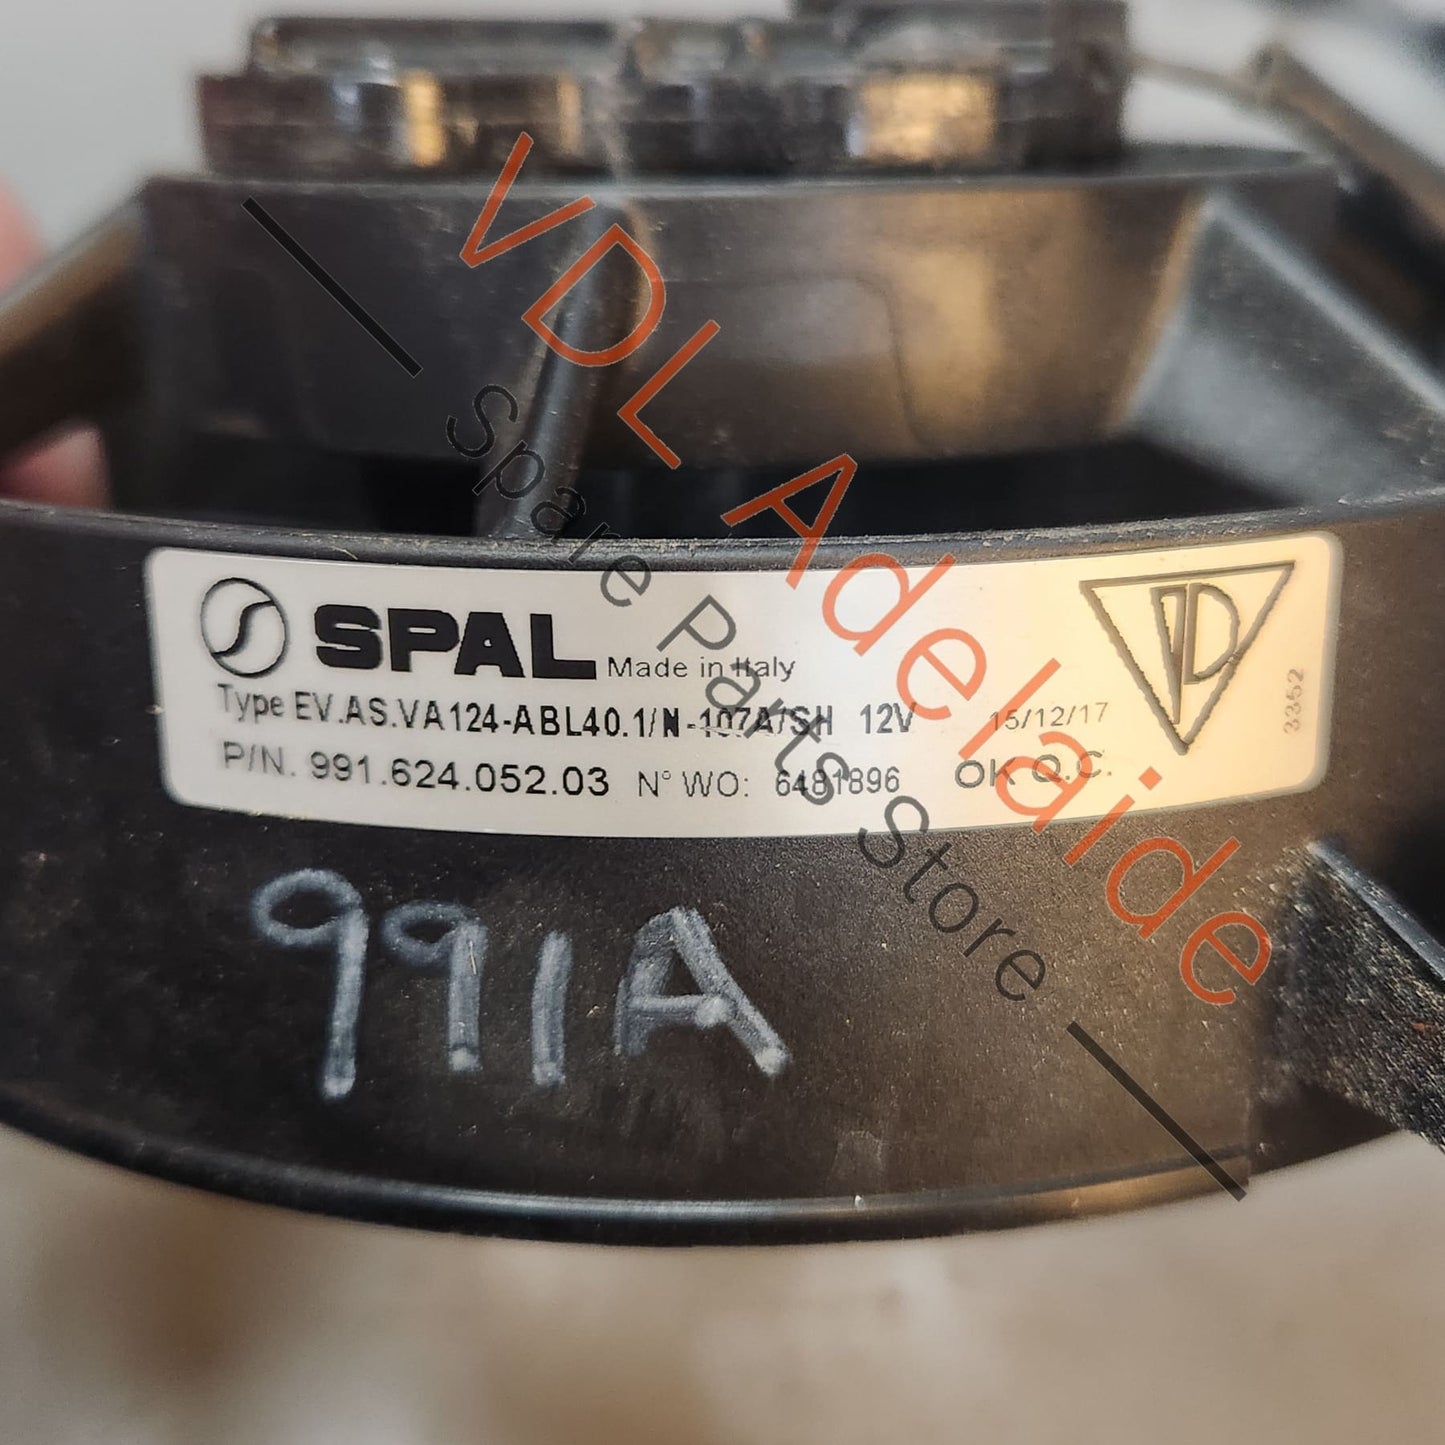 SPAL Made in Italy
Type EV.AS.VA124-ABL40.1/N-107A/SH 12V 15/12/17
P/N. 991.624.052.03 N° WO: 6481896 OK Q.C.
3352
991A
VDL Adelaide
Spare Parts Store